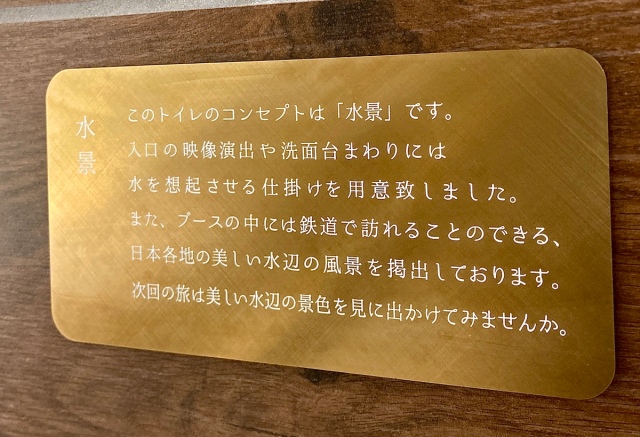 水景
このトイレのコンセプトは「水景」です。
入口の映像演出や洗面台まわりには
水を想起させる仕掛けを用意致しました。
また、ブースの中には鉄道で訪れることのできる、
日本各地の美しい水辺の風景を掲出しております。
次回の旅は美しい水辺の景色を見に出かけてみませんか。